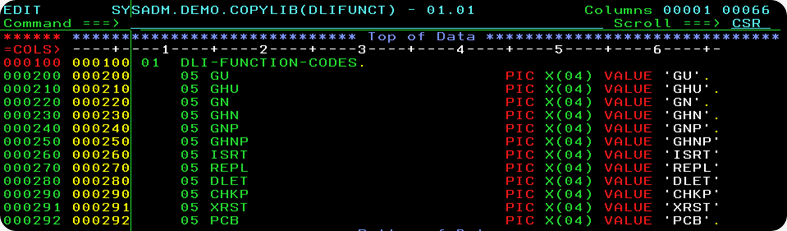 EDIT SYSADM.DEMO.COPYLIB(DLIFUNCT) - 01.01 Columns 00001 00066
Command ===> Scroll ===> CSR
****** ***************************** Top of Data ******************************
=COLS> ----+----1----+----2----+----3----+----4----+----5----+----6----+-
000100 000100 01 DLI-FUNCTION-CODES.
000200 000200 05 GU PIC X(04) VALUE 'GU'.
000210 000210 05 GHU PIC X(04) VALUE 'GHU'.
000220 000220 05 GN PIC X(04) VALUE 'GN'.
000230 000230 05 GHN PIC X(04) VALUE 'GHN'.
000240 000240 05 GNP PIC X(04) VALUE 'GNP'.
000250 000250 05 GHNP PIC X(04) VALUE 'GHNP'
000260 000260 05 ISRT PIC X(04) VALUE 'ISRT'
000270 000270 05 REPL PIC X(04) VALUE 'REPL'
000280 000280 05 DLET PIC X(04) VALUE 'DLET'
000290 000290 05 CHKP PIC X(04) VALUE 'CHKP'
000291 000291 05 XRST PIC X(04) VALUE 'XRST'
000292 000292 05 PCB PIC X(04) VALUE 'PCB'.